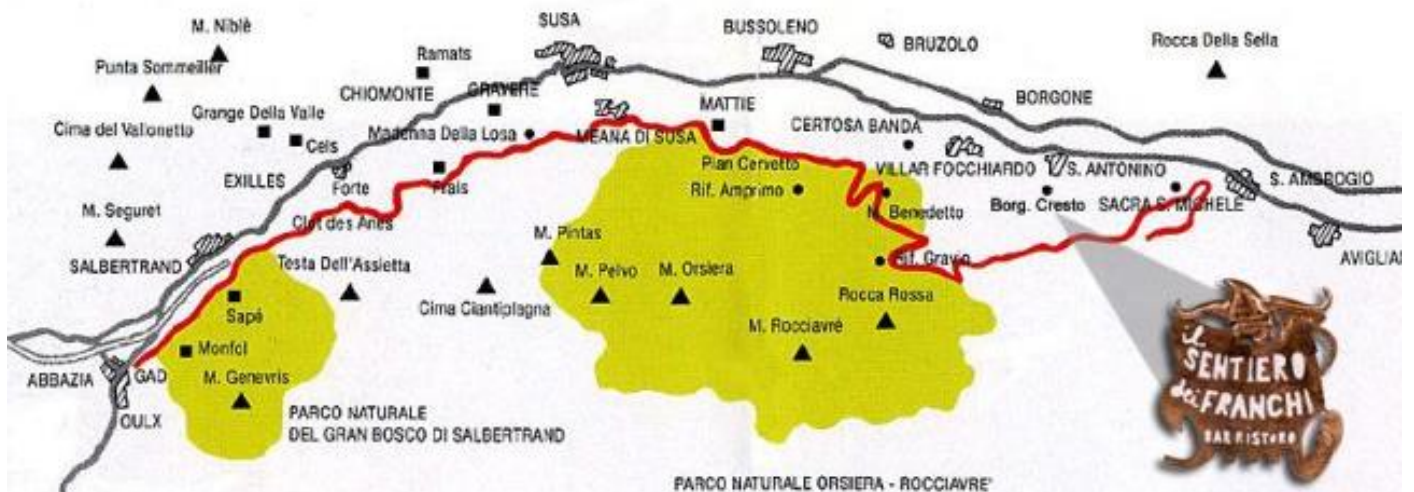 M. Niblè
SUSA
BUSSOLENO
BRUZOLO
Rocca Della Sella
Punta Sommeiller
Ramats
CHIOMONTE
GRAVERE
MATTIE
BORGONE
Grange Della Valle
Cima del Vallonetto
Cels
Madonna Della Losa
MEANA DI SUSA
CERTOSA BANDA
EXILLES
Forte
Frais
Pian Cervetto
VILLAR FOCCHIARDO
S. ANTONINO
S. AMBROGIO
Rif. Amprimo
M. Benedetto
Borg. Cresto
SACRA S. MICHELE
M. Seguret
Clot des Anes
M. Pintas
SALBERTRAND
Testa Dell'Assietta
M. Pelvo
M. Orsiera
Rif. Gravio
AVIGLIAN
Sapé
Cima Ciantiplagna
Rocca Rossa
M. Rocciavré
Monfol
ABBAZIA
GAD
M. Genevris
OULX
PARCO NATURALE
DEL GRAN BOSCO DI SALBERTRAND
PARCO NATURALE ORSIERA - ROCCIAVRE'
il
SENTIERO
dei FRANCHI
BAR RISTORO